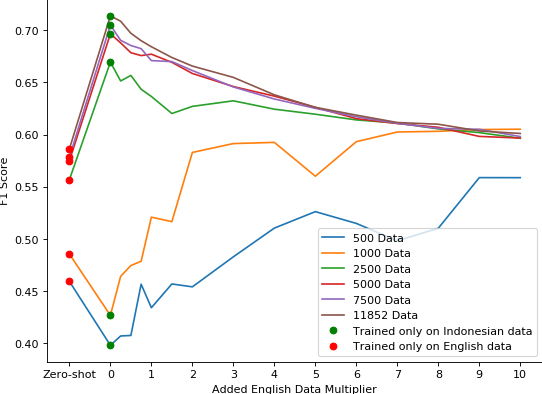 0.70
0.65
0.60
0.55
0.50
0.45
0.40
F1 Score
Zero-shot 0 1 2 3 4 5 6 7 8 9 10
Added English Data Multiplier
500 Data
1000 Data
2500 Data
5000 Data
7500 Data
11852 Data
Trained only on Indonesian data
Trained only on English data